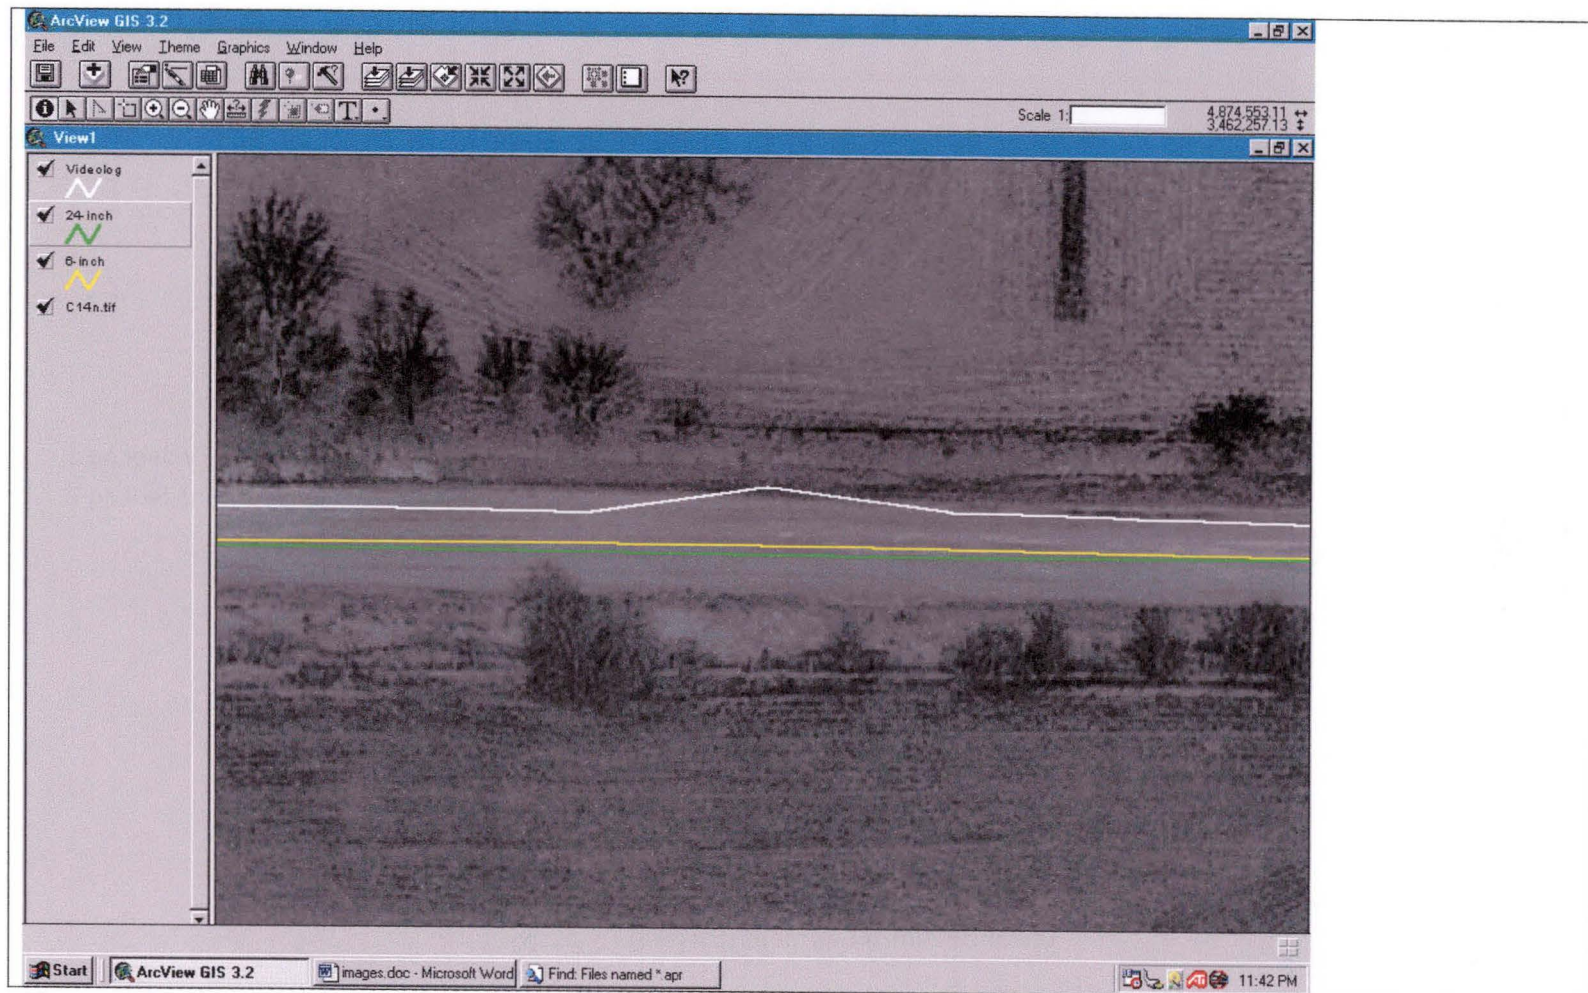 ArcView GIS 3.2
File Edit View Theme Graphics Window Help
Scale 1:
4,874,553.11
3,462,257.13
View1
Videolog
24-inch
6-inch
C14n.tif
Start
ArcView GIS 3.2
images.doc - Microsoft Word
Find: Files named *.apr
11:42 PM